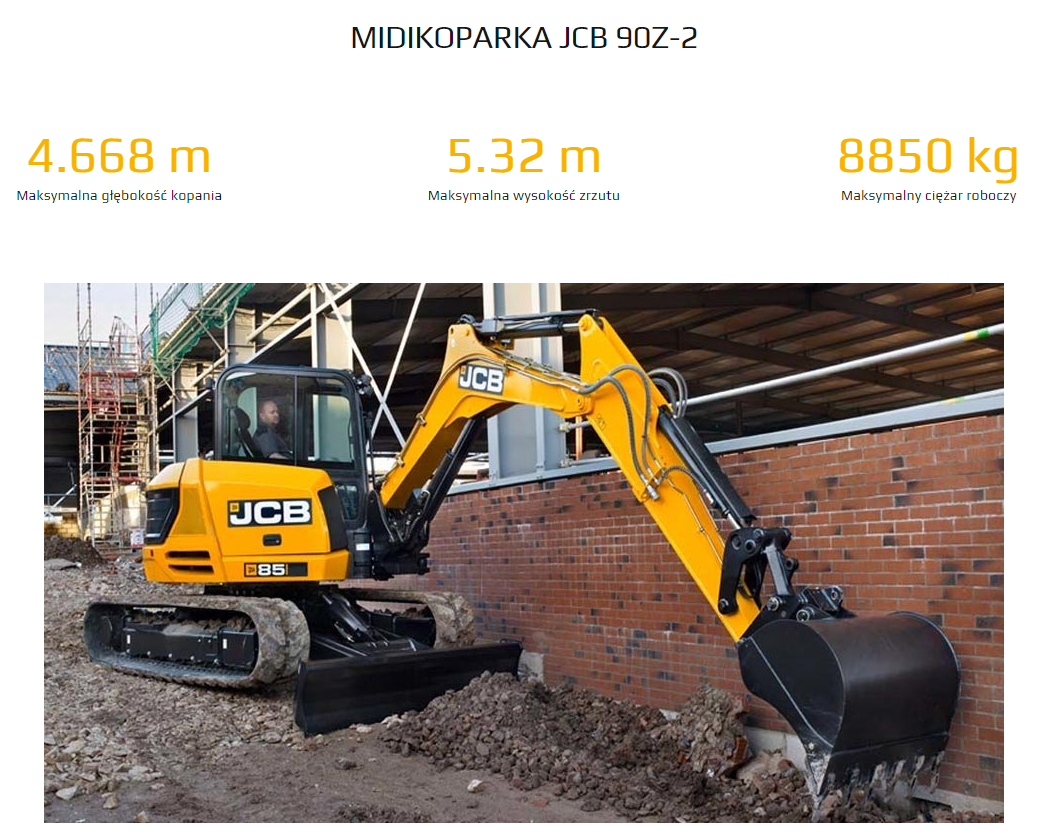 MIDIKOPARKA JCB 90Z-2
4.668 m
Maksymalna głębokość kopania
5.32 m
Maksymalna wysokość zrzutu
8850 kg
Maksymalny ciężar roboczy
JCB
JCB
85